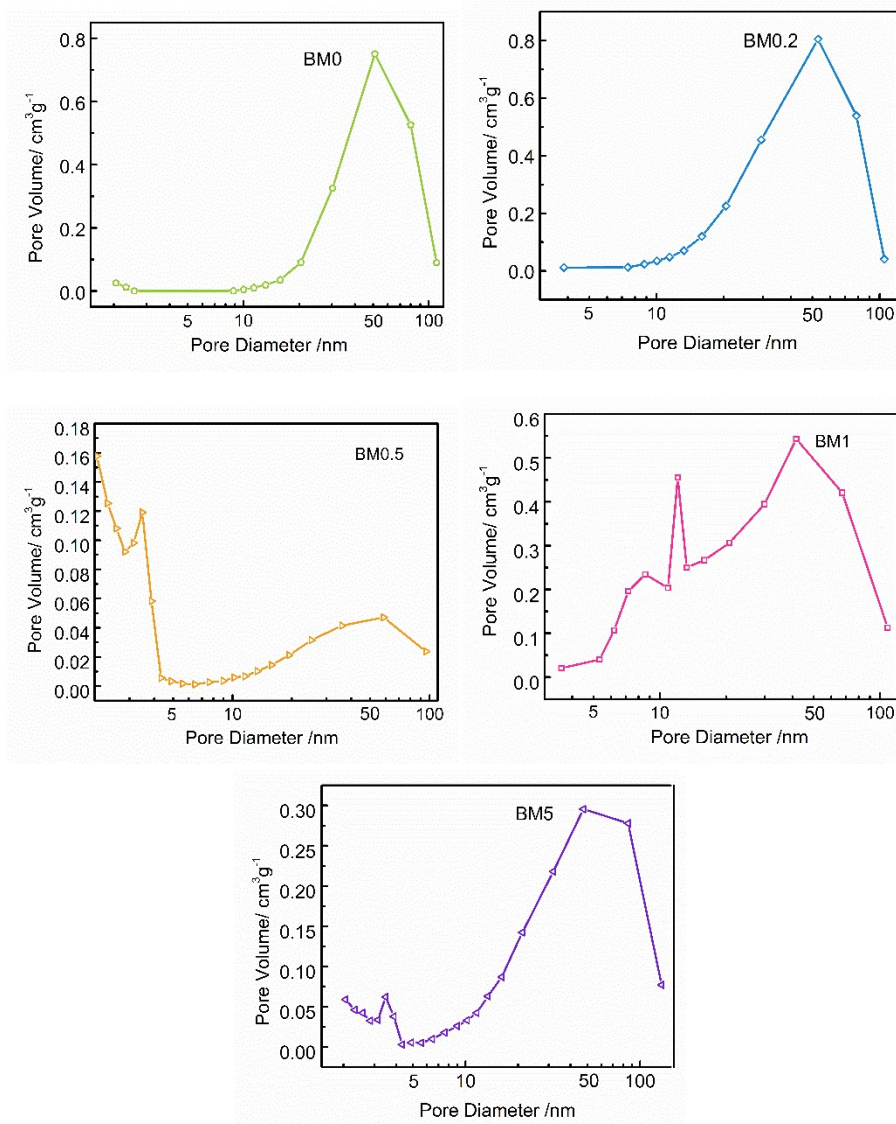 BM0
Pore Volume/ cm³g⁻¹
0.8
0.6
0.4
0.2
0.0
5 10 50 100
Pore Diameter /nm
BM0.2
Pore Volume/ cm³g⁻¹
0.8
0.6
0.4
0.2
0.0
5 10 50 100
Pore Diameter /nm
BM0.5
Pore Volume/ cm³g⁻¹
0.18
0.16
0.14
0.12
0.10
0.08
0.06
0.04
0.02
0.00
5 10 50 100
Pore Diameter /nm
BM1
Pore Volume/ cm³g⁻¹
0.6
0.5
0.4
0.3
0.2
0.1
0.0
5 10 50 100
Pore Diameter /nm
BM5
Pore Volume/ cm³g⁻¹
0.30
0.25
0.20
0.15
0.10
0.05
0.00
5 10 50 100
Pore Diameter /nm